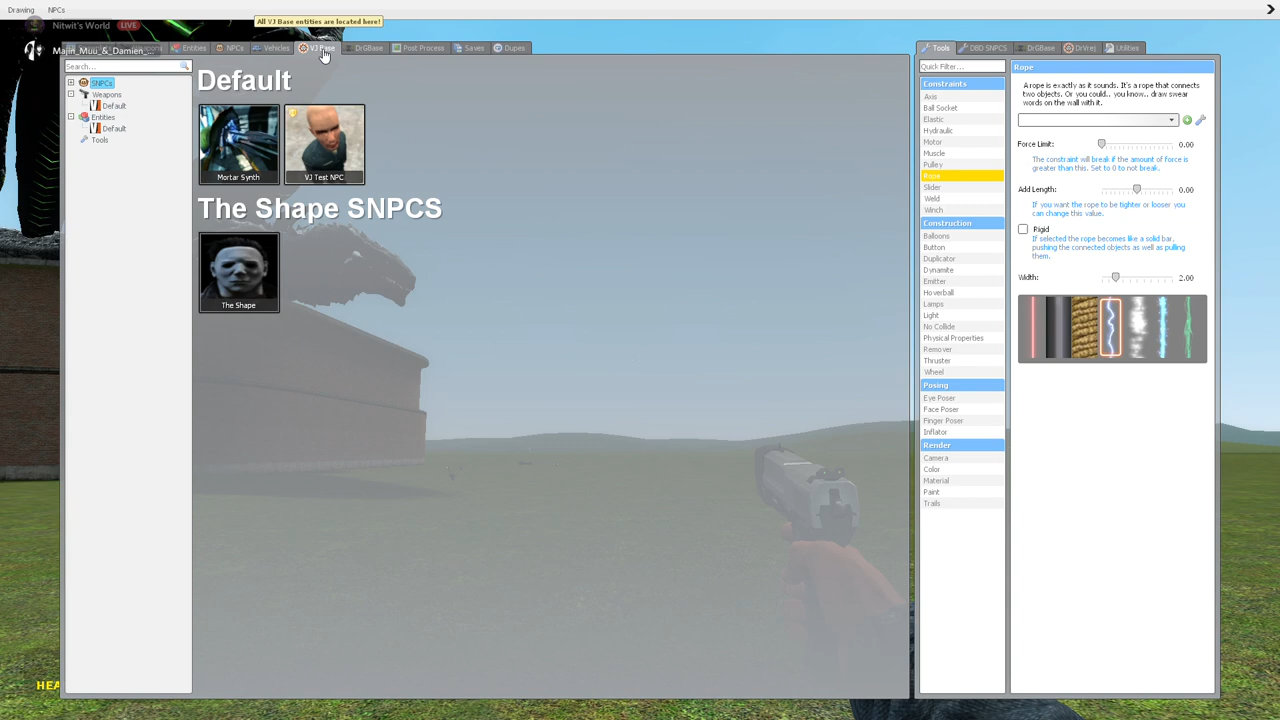 Drawing NPCs
Nitwit's World LIVE
All VJ Base entities are located here!
Majin_Muu_&_Damien_...
Entities NPCs Vehicles VJ Base DrGBase Post Process Saves Dupes
Search...
SNPCs
Weapons
Default
Entities
Default
Tools
Default
Mortar Synth
VJ Test NPC
The Shape SNPCS
The Shape
HEA
Tools DBD SNPCS DrGBase DrVrej Utilities
Quick Filter...
Constraints
Axis
Ball Socket
Elastic
Hydraulic
Motor
Muscle
Pulley
Rope
Slider
Weld
Winch
Construction
Balloons
Button
Duplicator
Dynamite
Emitter
Hoverball
Lamps
Light
No Collide
Physical Properties
Remover
Thruster
Wheel
Posing
Eye Poser
Face Poser
Finger Poser
Inflator
Render
Camera
Color
Material
Paint
Trails
Rope
A rope is exactly as it sounds. It's a rope that connects
two objects. Or you could.. you know.. draw swear
words on the wall with it.
Force Limit: 0.00
The constraint will break if the amount of force is
greater than this. Set to 0 to not break.
Add Length: 0.00
If you want the rope to be tighter or looser you
can change this value.
Rigid
If selected the rope becomes like a solid bar,
pushing the connected objects as well as pulling
them.
Width: 2.00